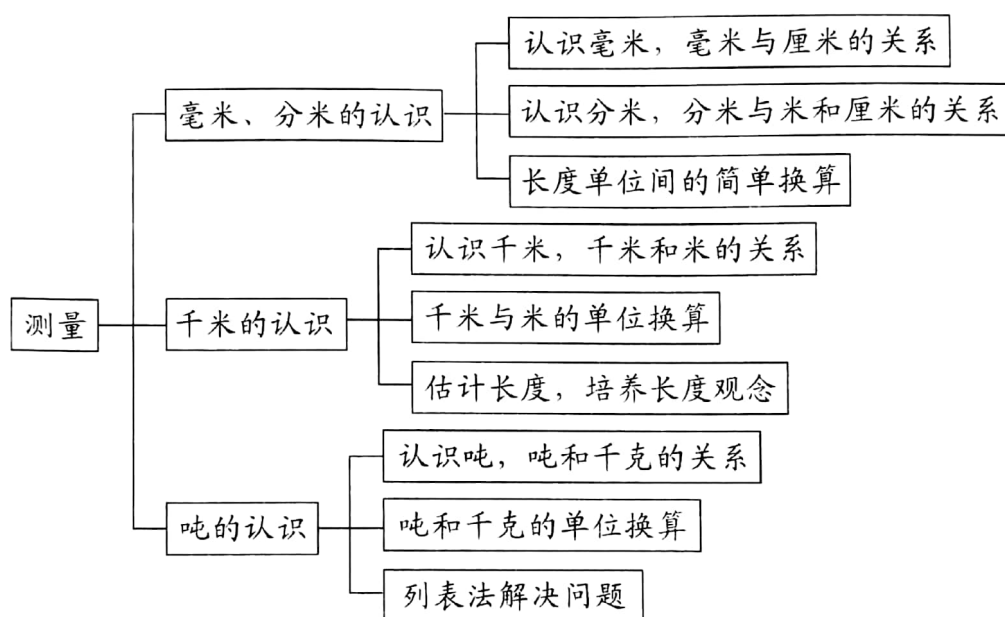 测量
毫米、分米的认识
认识毫米，毫米与厘米的关系
认识分米，分米与米和厘米的关系
长度单位间的简单换算
千米的认识
认识千米，千米和米的关系
千米与米的单位换算
估计长度，培养长度观念
吨的认识
认识吨，吨和千克的关系
吨和千克的单位换算
列表法解决问题